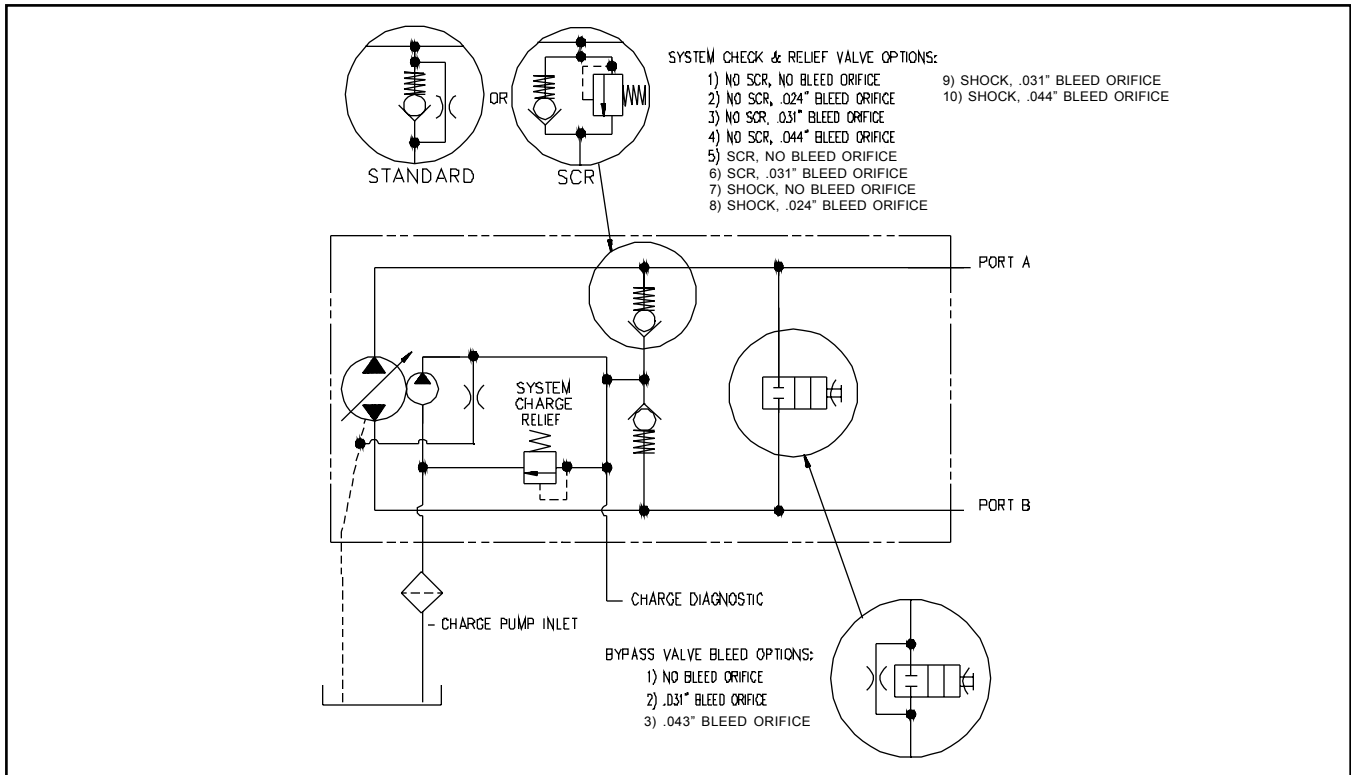 OR
STANDARD
SCR
SYSTEM CHECK & RELIEF VALVE OPTIONS:
1) NO SCR, NO BLEED ORIFICE
2) NO SCR, .024" BLEED ORIFICE
3) NO SCR, .031" BLEED ORIFICE
4) NO SCR, .044" BLEED ORIFICE
5) SCR, NO BLEED ORIFICE
6) SCR, .031” BLEED ORIFICE
7) SHOCK, NO BLEED ORIFICE
8) SHOCK, .024” BLEED ORIFICE
9) SHOCK, .031” BLEED ORIFICE
10) SHOCK, .044” BLEED ORIFICE
PORT A
SYSTEM
CHARGE
RELIEF
PORT B
CHARGE DIAGNOSTIC
CHARGE PUMP INLET
BYPASS VALVE BLEED OPTIONS:
1) NO BLEED ORIFICE
2) .031" BLEED ORIFICE
3) .043” BLEED ORIFICE